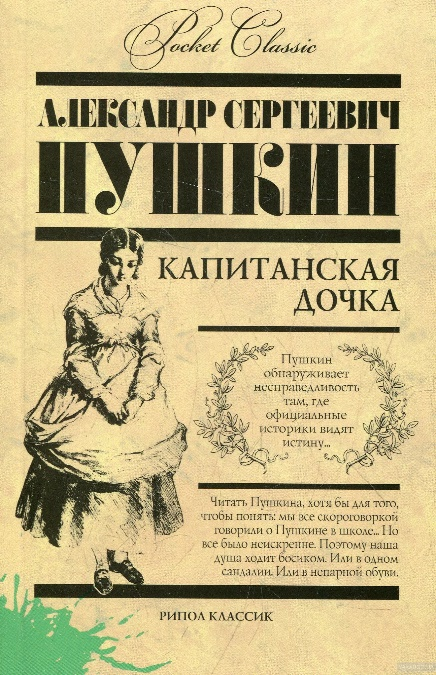 Pocket Classic
АЛЕКСАНДР СЕРГЕЕВИЧ
ПУШКИН
КАПИТАНСКАЯ
ДОЧКА
Пушкин
обнаруживает
несправедливость
там, где
официальные
историки видят
истину...
Читать Пушкина, хотя бы для того,
чтобы понять: мы все скороговоркой
говорили о Пушкине в школе... Но
все было неискренне. Поэтому наша
душа ходит босиком. Или в одном
сандалии. Или в непарной обуви.
РИПОЛ КЛАССИК